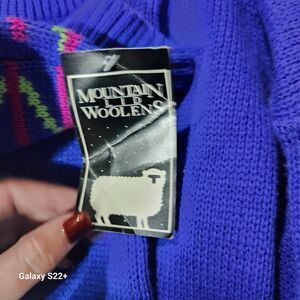 MOUNTAIN
LTD
WOOLENS
Galaxy S22+